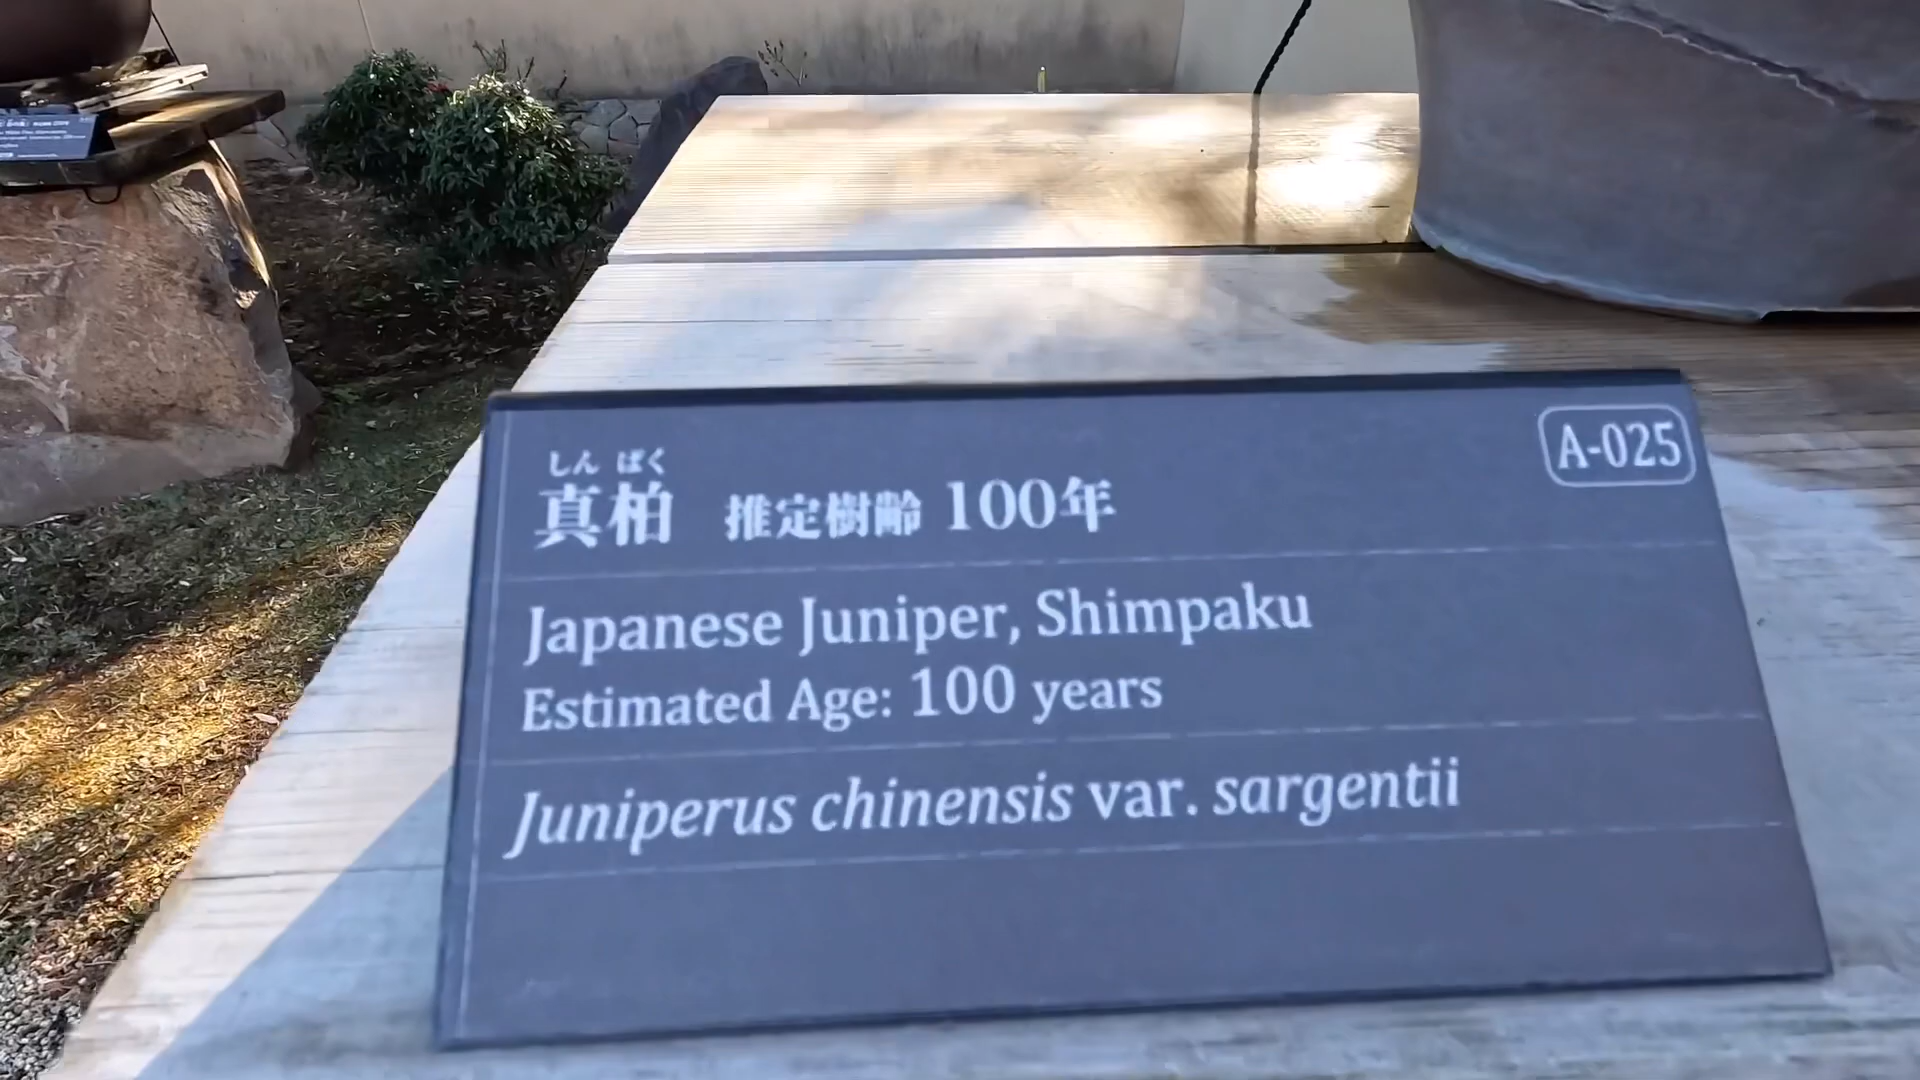 しん ぱく
真柏 推定樹齢 100年
A-025
Japanese Juniper, Shimpaku
Estimated Age: 100 years
Juniperus chinensis var. sargentii